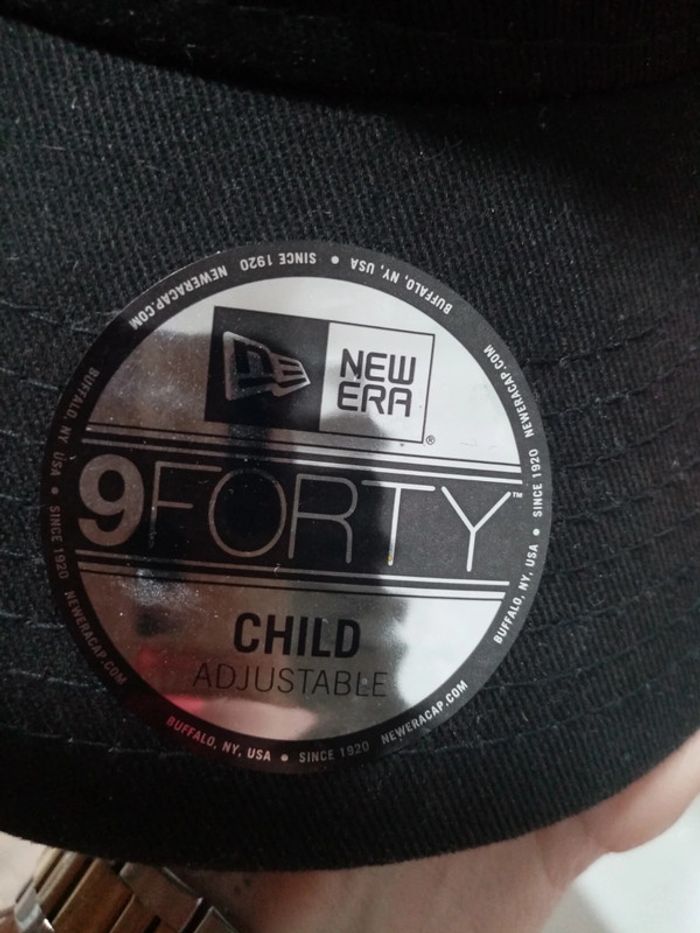 NEW
ERA
®
9FORTY™
CHILD
ADJUSTABLE
BUFFALO, NY, USA • SINCE 1920 NEWERACAP.COM
BUFFALO, NY, USA • SINCE 1920 NEWERACAP.COM
BUFFALO, NY, USA • SINCE 1920 NEWERACAP.COM
BUFFALO, NY, USA • SINCE 1920 NEWERACAP.COM